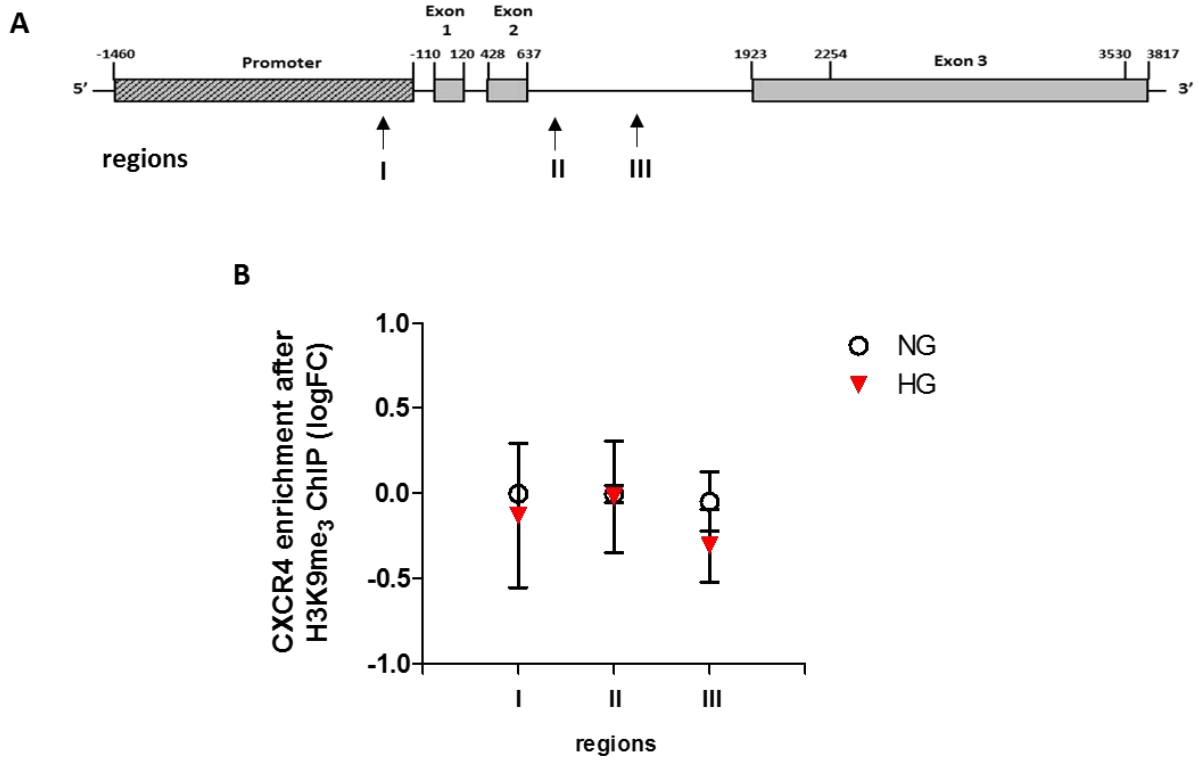 A
Exon Exon
1 2
-1460 -110 120 428 637 1923 2254 3530 3817
Promoter Exon 3
5’ 3’
regions I II III
B
CXCR4 enrichment after
H3K9me3 ChIP (logFC)
1.0
0.5
0.0
-0.5
-1.0
NG
HG
I II III
regions